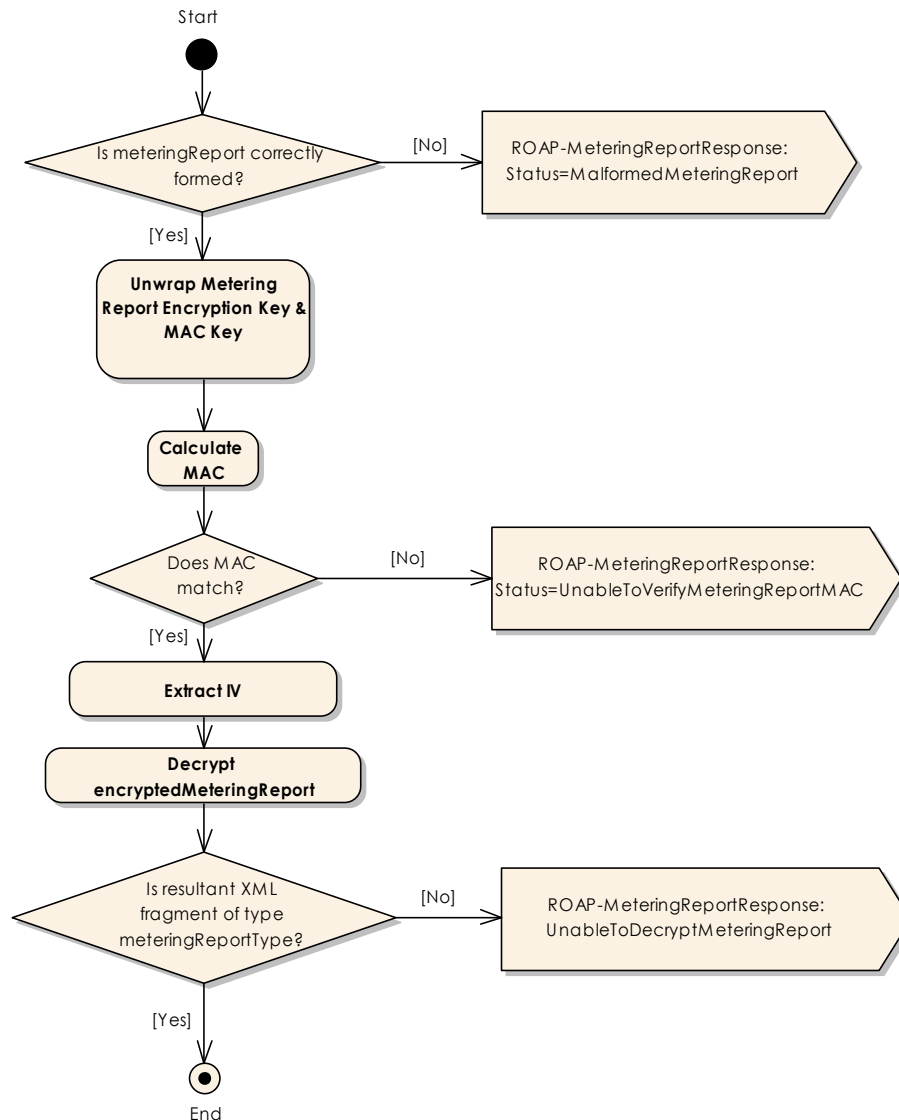 Start
Is meteringReport correctly
formed?
[No]
ROAP-MeteringReportResponse:
Status=MalformedMeteringReport
[Yes]
Unwrap Metering
Report Encryption Key &
MAC Key
Calculate
MAC
Does MAC
match?
[No]
ROAP-MeteringReportResponse:
Status=UnableToVerifyMeteringReportMAC
[Yes]
Extract IV
Decrypt
encryptedMeteringReport
Is resultant XML
fragment of type
meteringReportType?
[No]
ROAP-MeteringReportResponse:
UnableToDecryptMeteringReport
[Yes]
End